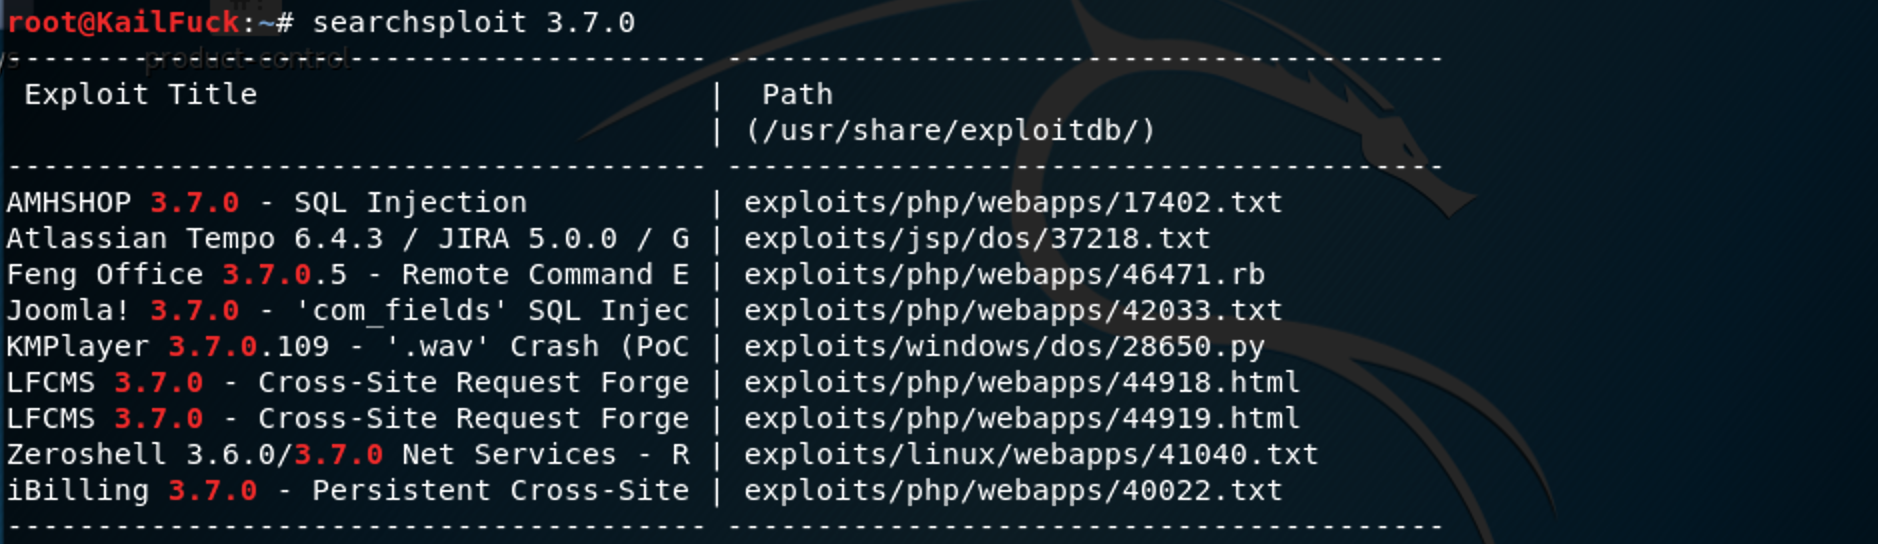 root@KailFuck:~# searchsploit 3.7.0
product-control
--------------------------------------- ----------------------------------------
 Exploit Title                         |  Path
                                       | (/usr/share/exploitdb/)
--------------------------------------- ----------------------------------------
AMHSHOP 3.7.0 - SQL Injection          | exploits/php/webapps/17402.txt
Atlassian Tempo 6.4.3 / JIRA 5.0.0 / G | exploits/jsp/dos/37218.txt
Feng Office 3.7.0.5 - Remote Command E | exploits/php/webapps/46471.rb
Joomla! 3.7.0 - 'com_fields' SQL Injec | exploits/php/webapps/42033.txt
KMPlayer 3.7.0.109 - '.wav' Crash (PoC | exploits/windows/dos/28650.py
LFCMS 3.7.0 - Cross-Site Request Forge | exploits/php/webapps/44918.html
LFCMS 3.7.0 - Cross-Site Request Forge | exploits/php/webapps/44919.html
Zeroshell 3.6.0/3.7.0 Net Services - R | exploits/linux/webapps/41040.txt
iBilling 3.7.0 - Persistent Cross-Site | exploits/php/webapps/40022.txt
--------------------------------------- ----------------------------------------